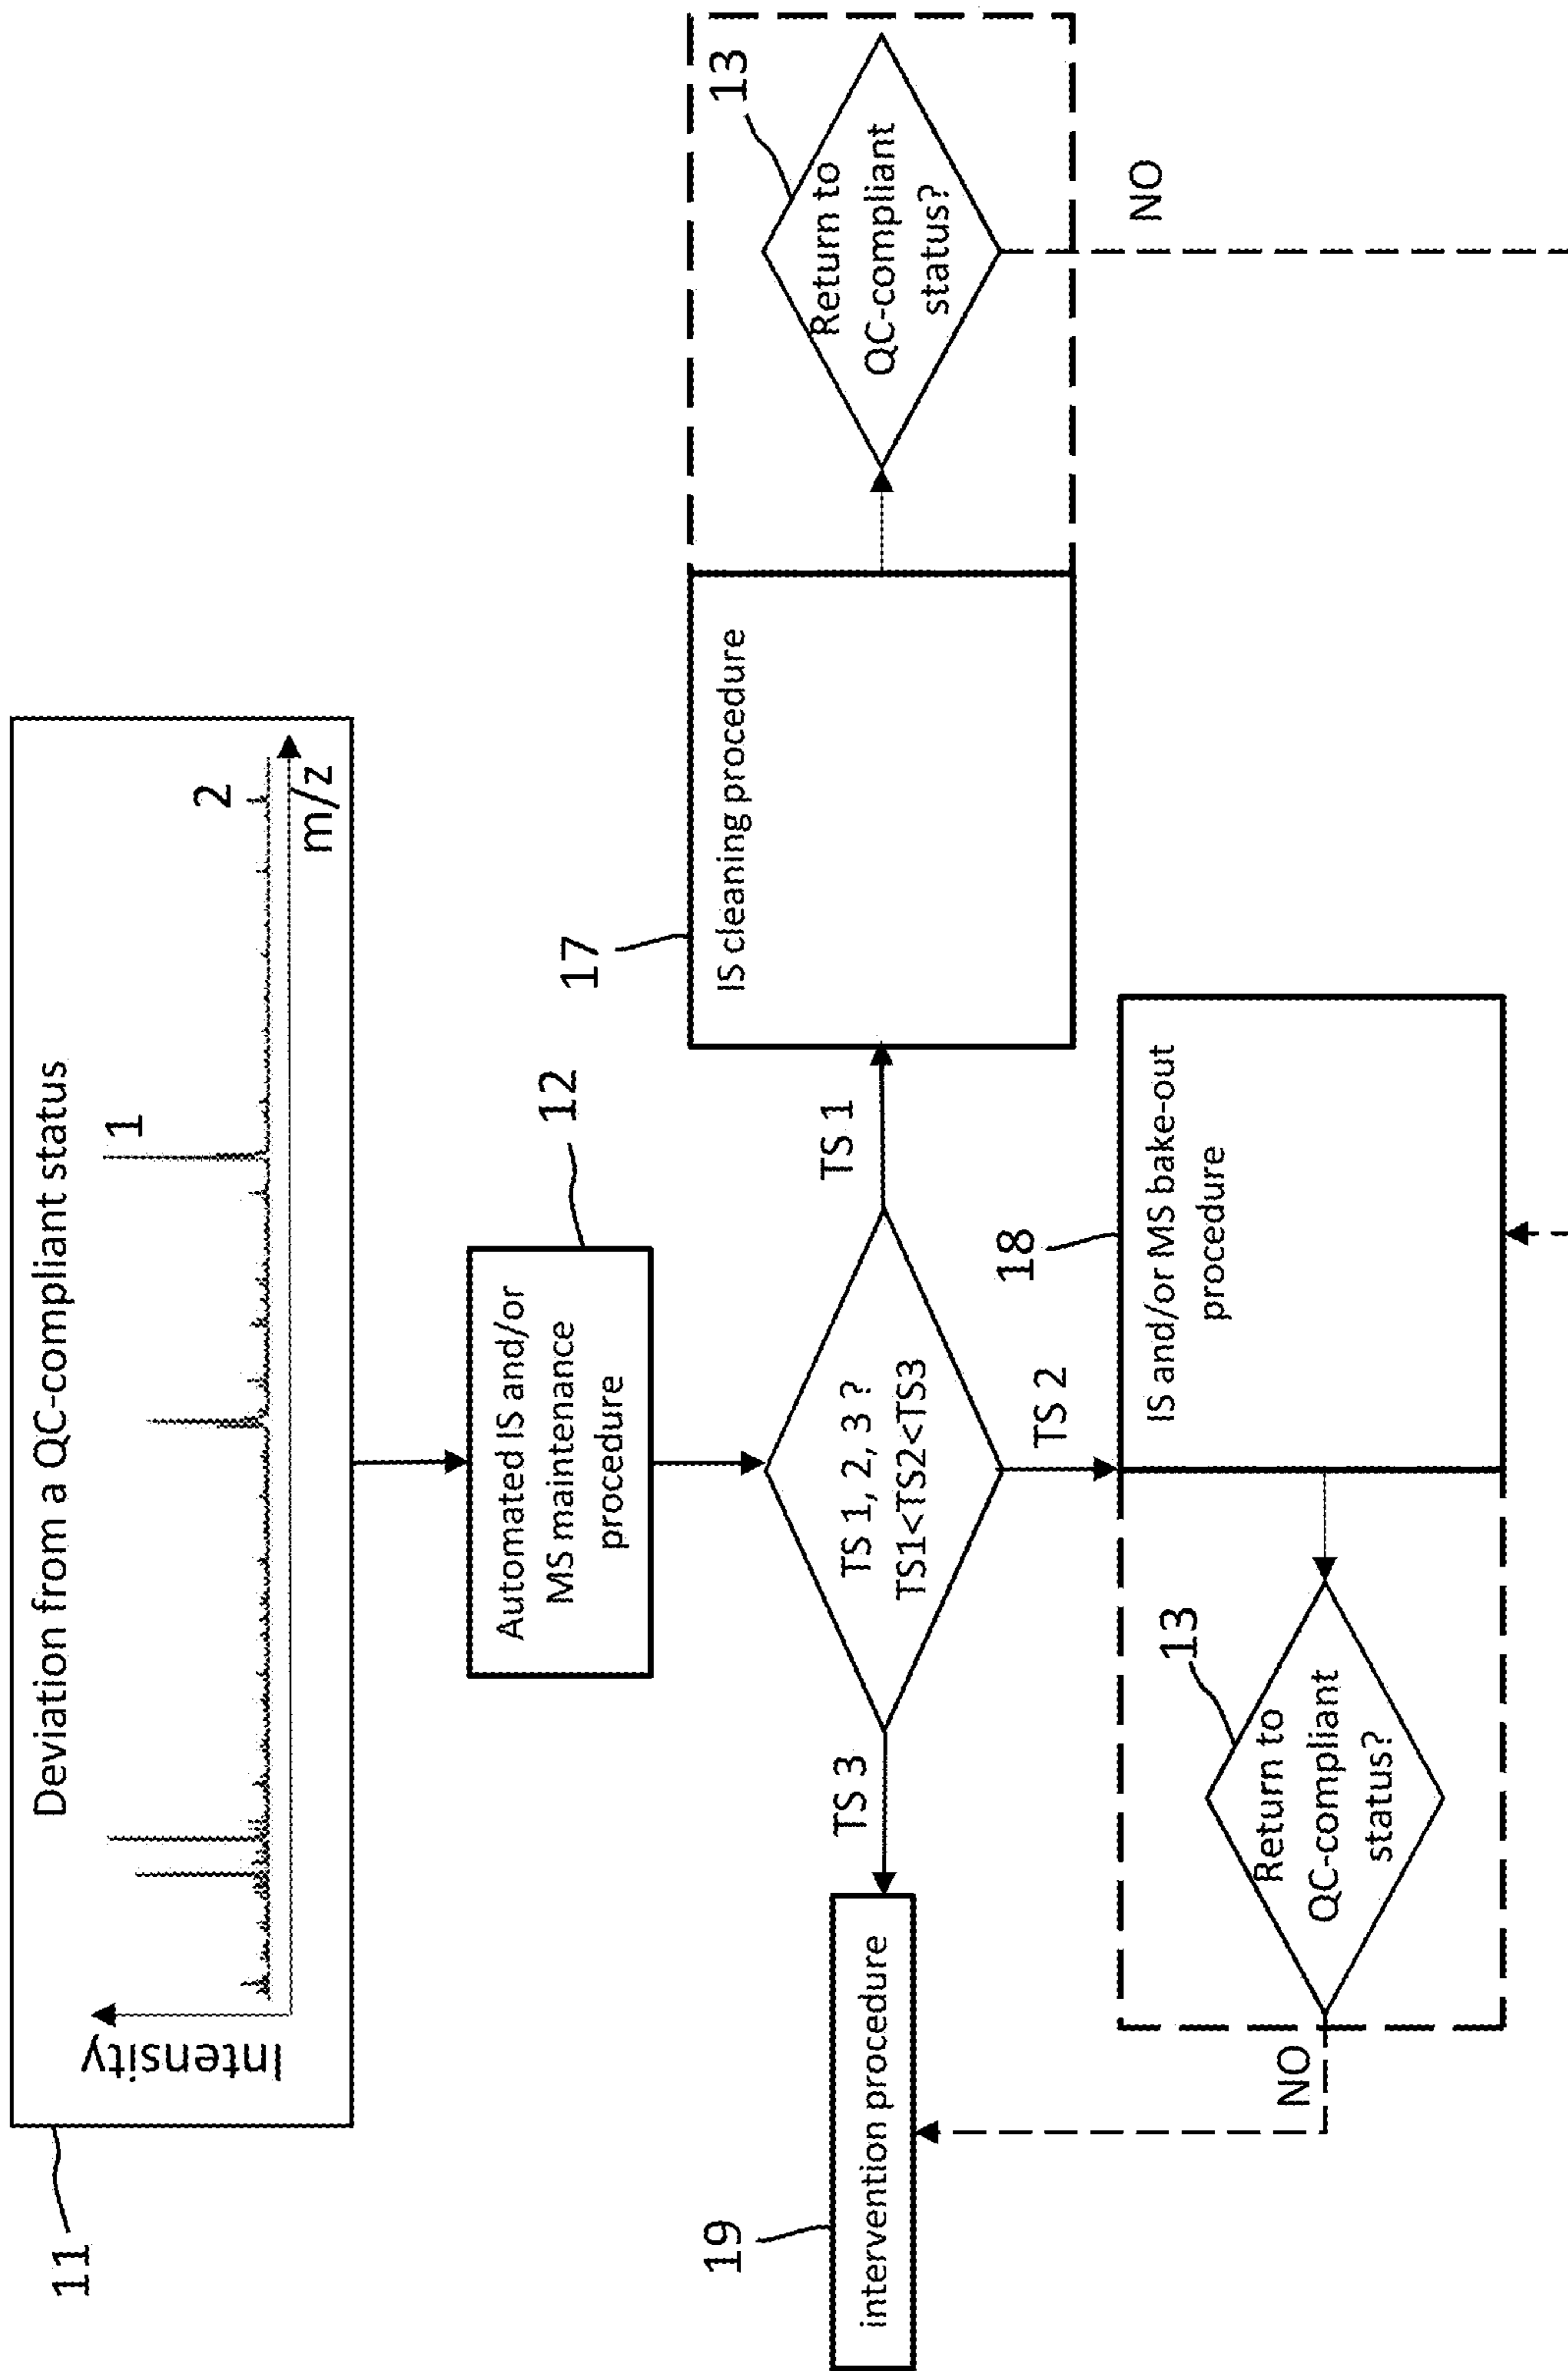 Deviation from a QC-compliant status
Intensity
1
2
m/z
11
Automated IS and/or
MS maintenance
procedure
12
TS 1, 2, 3 ?
TS1<TS2<TS3
TS 3
TS 1
TS 2
19
intervention procedure
17
IS cleaning procedure
13
Return to
QC-compliant
status?
NO
18
IS and/or MS bake-out
procedure
13
Return to
QC-compliant
status?
NO